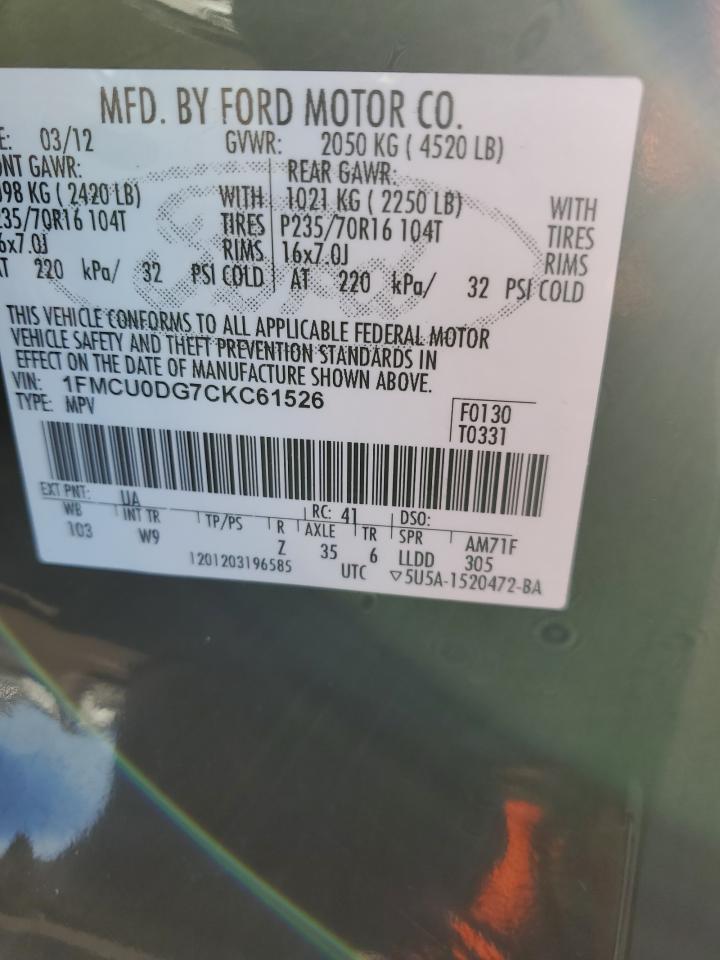 MFD. BY FORD MOTOR CO.
E: 03/12 GVWR: 2050 KG ( 4520 LB)
NT GAWR: REAR GAWR:
98 KG ( 2420 LB) WITH 1021 KG ( 2250 LB) WITH
235/70R16 104T TIRES P235/70R16 104T TIRES
6x7.0J RIMS 16x7.0J RIMS
AT 220 kPa/ 32 PSI COLD AT 220 kPa/ 32 PSI COLD
THIS VEHICLE CONFORMS TO ALL APPLICABLE FEDERAL MOTOR
VEHICLE SAFETY AND THEFT PREVENTION STANDARDS IN
EFFECT ON THE DATE OF MANUFACTURE SHOWN ABOVE.
VIN: 1FMCU0DG7CKC61526
TYPE: MPV
F0130
T0331
EXT PNT: UA RC: 41 DSO:
WB INT TR TP/PS R AXLE TR SPR AM71F
103 W9 Z 35 6 LLDD 305
1201203196585 UTC ▽5U5A-1520472-BA